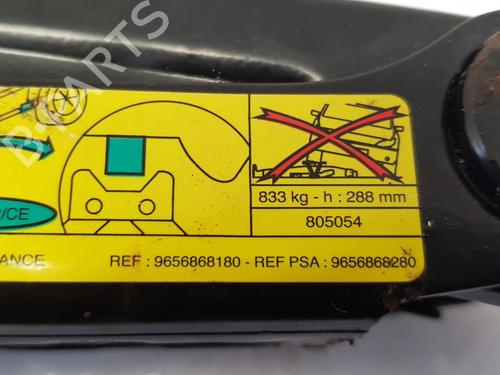 B-PARTS
833 kg - h : 288 mm
805054
/CE
ANCE REF : 9656868180 - REF PSA : 9656868280